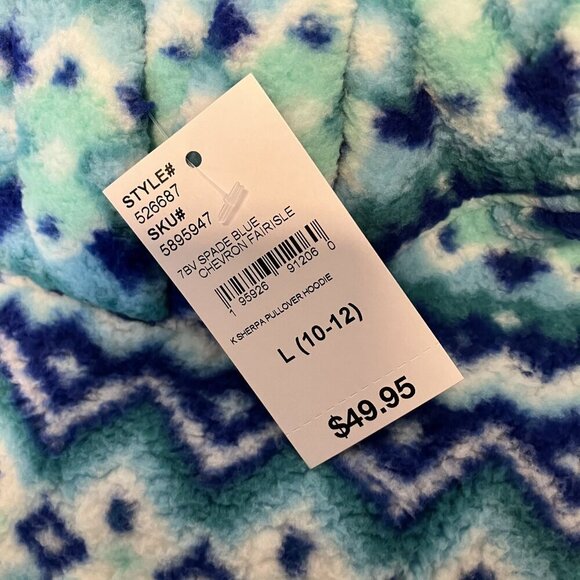 STYLE#
526687
SKU#
5895947
7BV SPADE BLUE
CHEVRON FAIRISLE
1 95926 91206 0
K SHERPA PULLOVER HOODIE
L (10-12)
$49.95